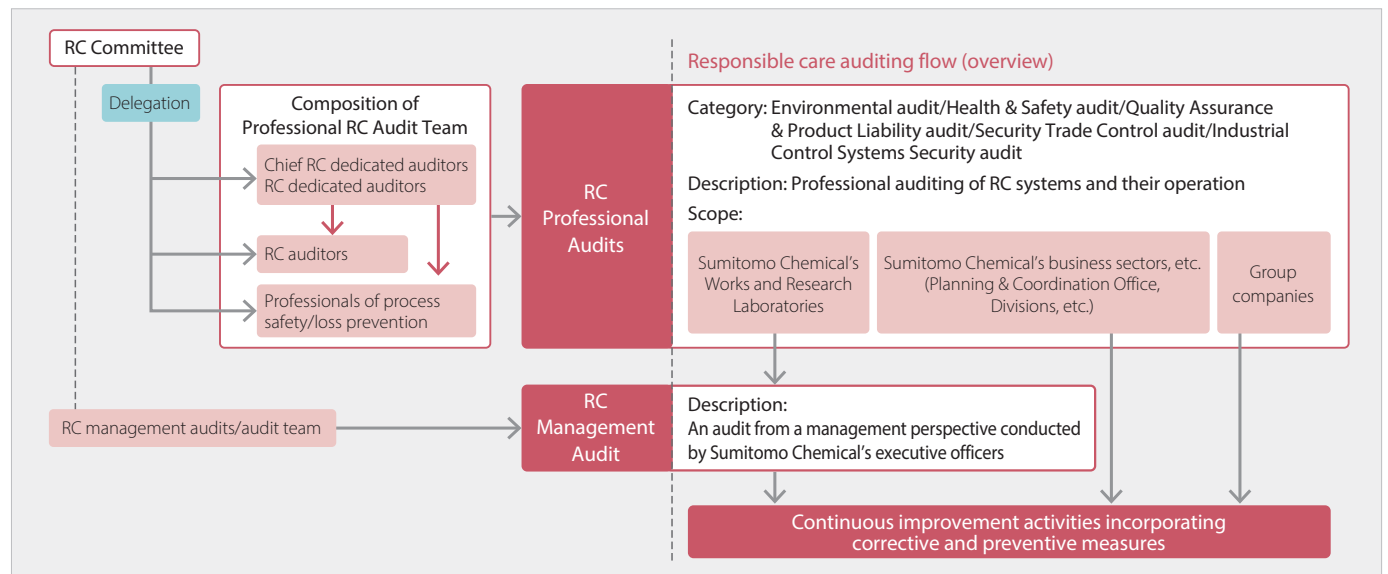 RC Committee
Delegation
Composition of
Professional RC Audit Team
Chief RC dedicated auditors
RC dedicated auditors
RC auditors
Professionals of process
safety/loss prevention
RC management audits/audit team
RC
Professional
Audits
RC
Management
Audit
Responsible care auditing flow (overview)
Category: Environmental audit/Health & Safety audit/Quality Assurance
& Product Liability audit/Security Trade Control audit/Industrial
Control Systems Security audit
Description: Professional auditing of RC systems and their operation
Scope:
Sumitomo Chemical’s
Works and Research
Laboratories
Sumitomo Chemical’s business sectors, etc.
(Planning & Coordination Office,
Divisions, etc.)
Group
companies
Description:
An audit from a management perspective conducted
by Sumitomo Chemical’s executive officers
Continuous improvement activities incorporating
corrective and preventive measures